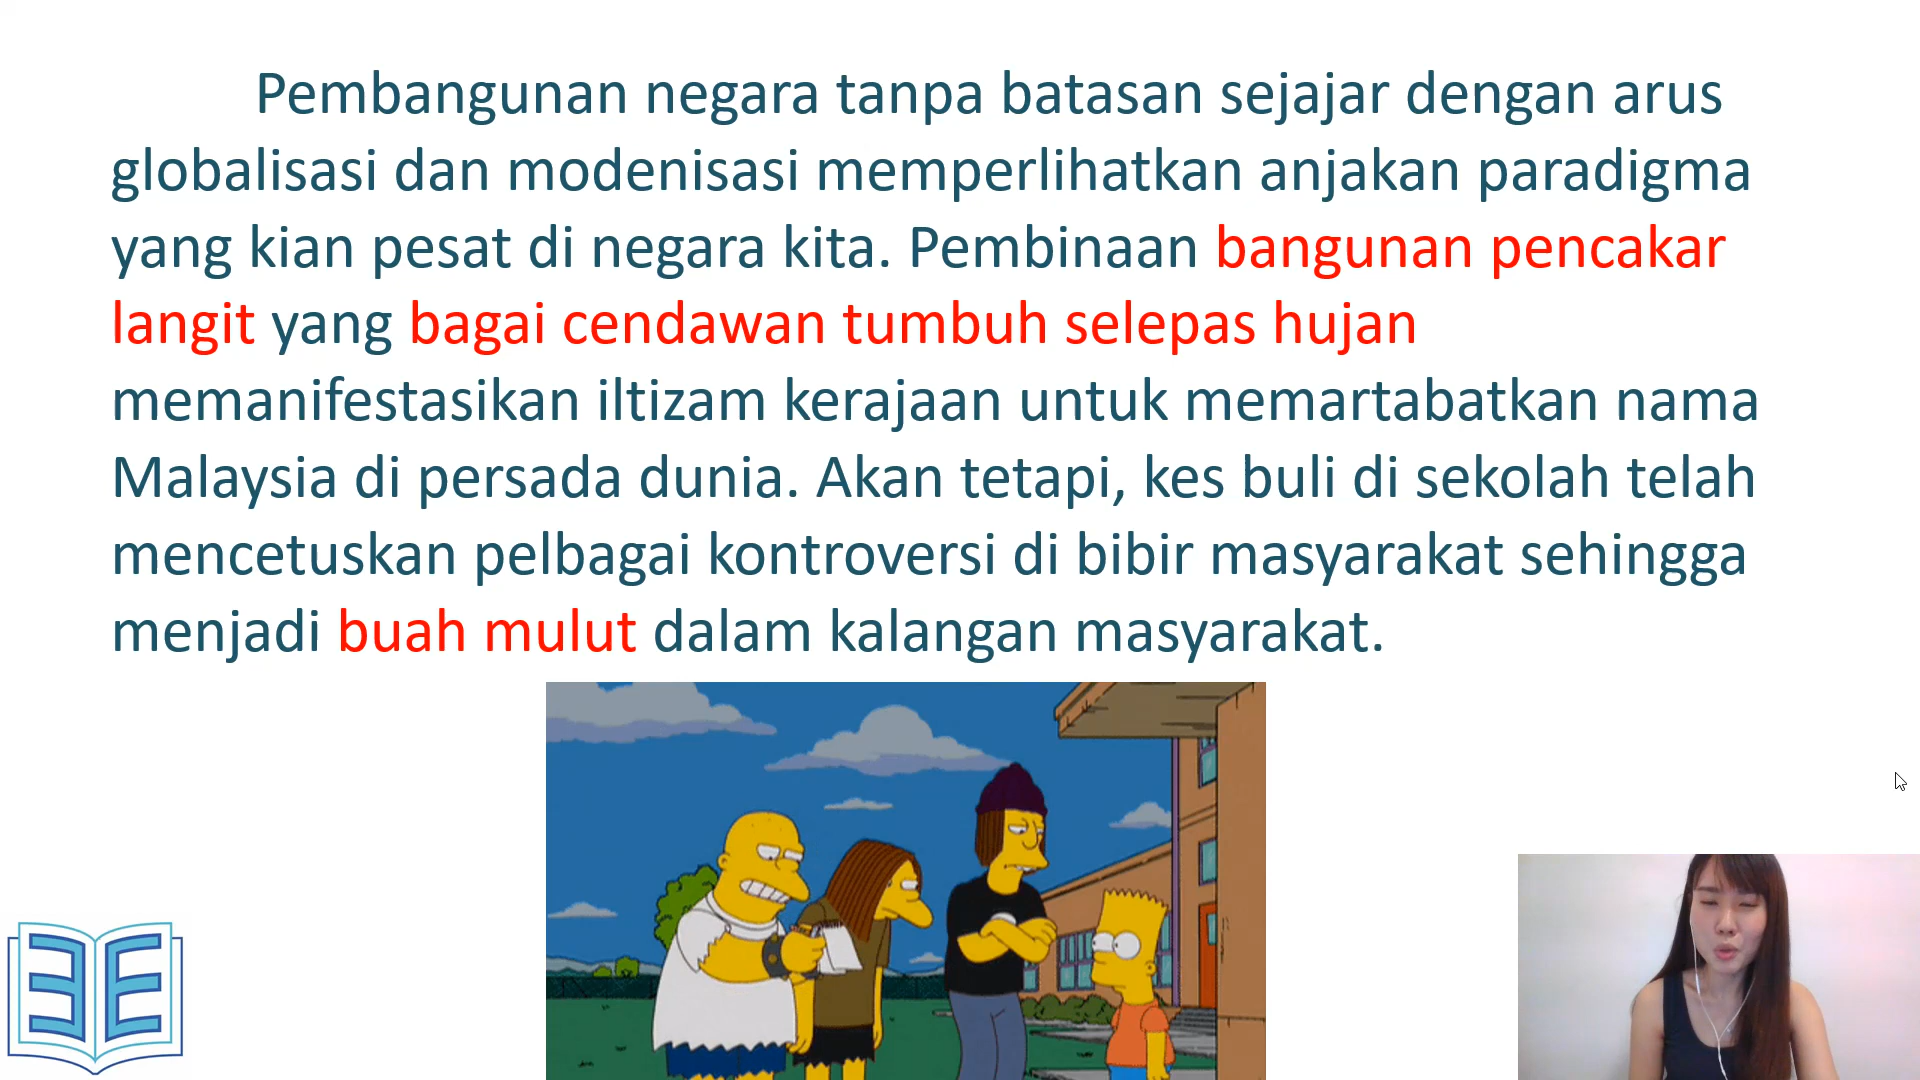 Pembangunan negara tanpa batasan sejajar dengan arus
globalisasi dan modenisasi memperlihatkan anjakan paradigma
yang kian pesat di negara kita. Pembinaan bangunan pencakar
langit yang bagai cendawan tumbuh selepas hujan
memanifestasikan iltizam kerajaan untuk memartabatkan nama
Malaysia di persada dunia. Akan tetapi, kes buli di sekolah telah
mencetuskan pelbagai kontroversi di bibir masyarakat sehingga
menjadi buah mulut dalam kalangan masyarakat.